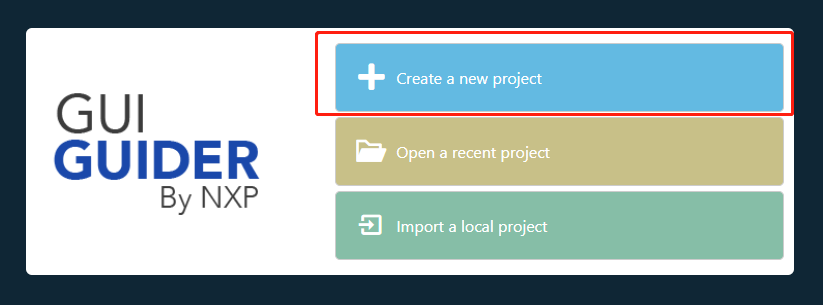 GUI
GUIDER
By NXP
Create a new project
Open a recent project
Import a local project